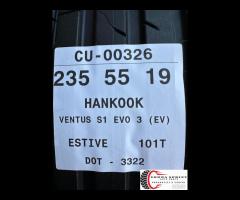 CU-00326
235 55 19
HANKOOK
VENTUS S1 EVO 3 (EV)
ESTIVE 101T
DOT - 3322